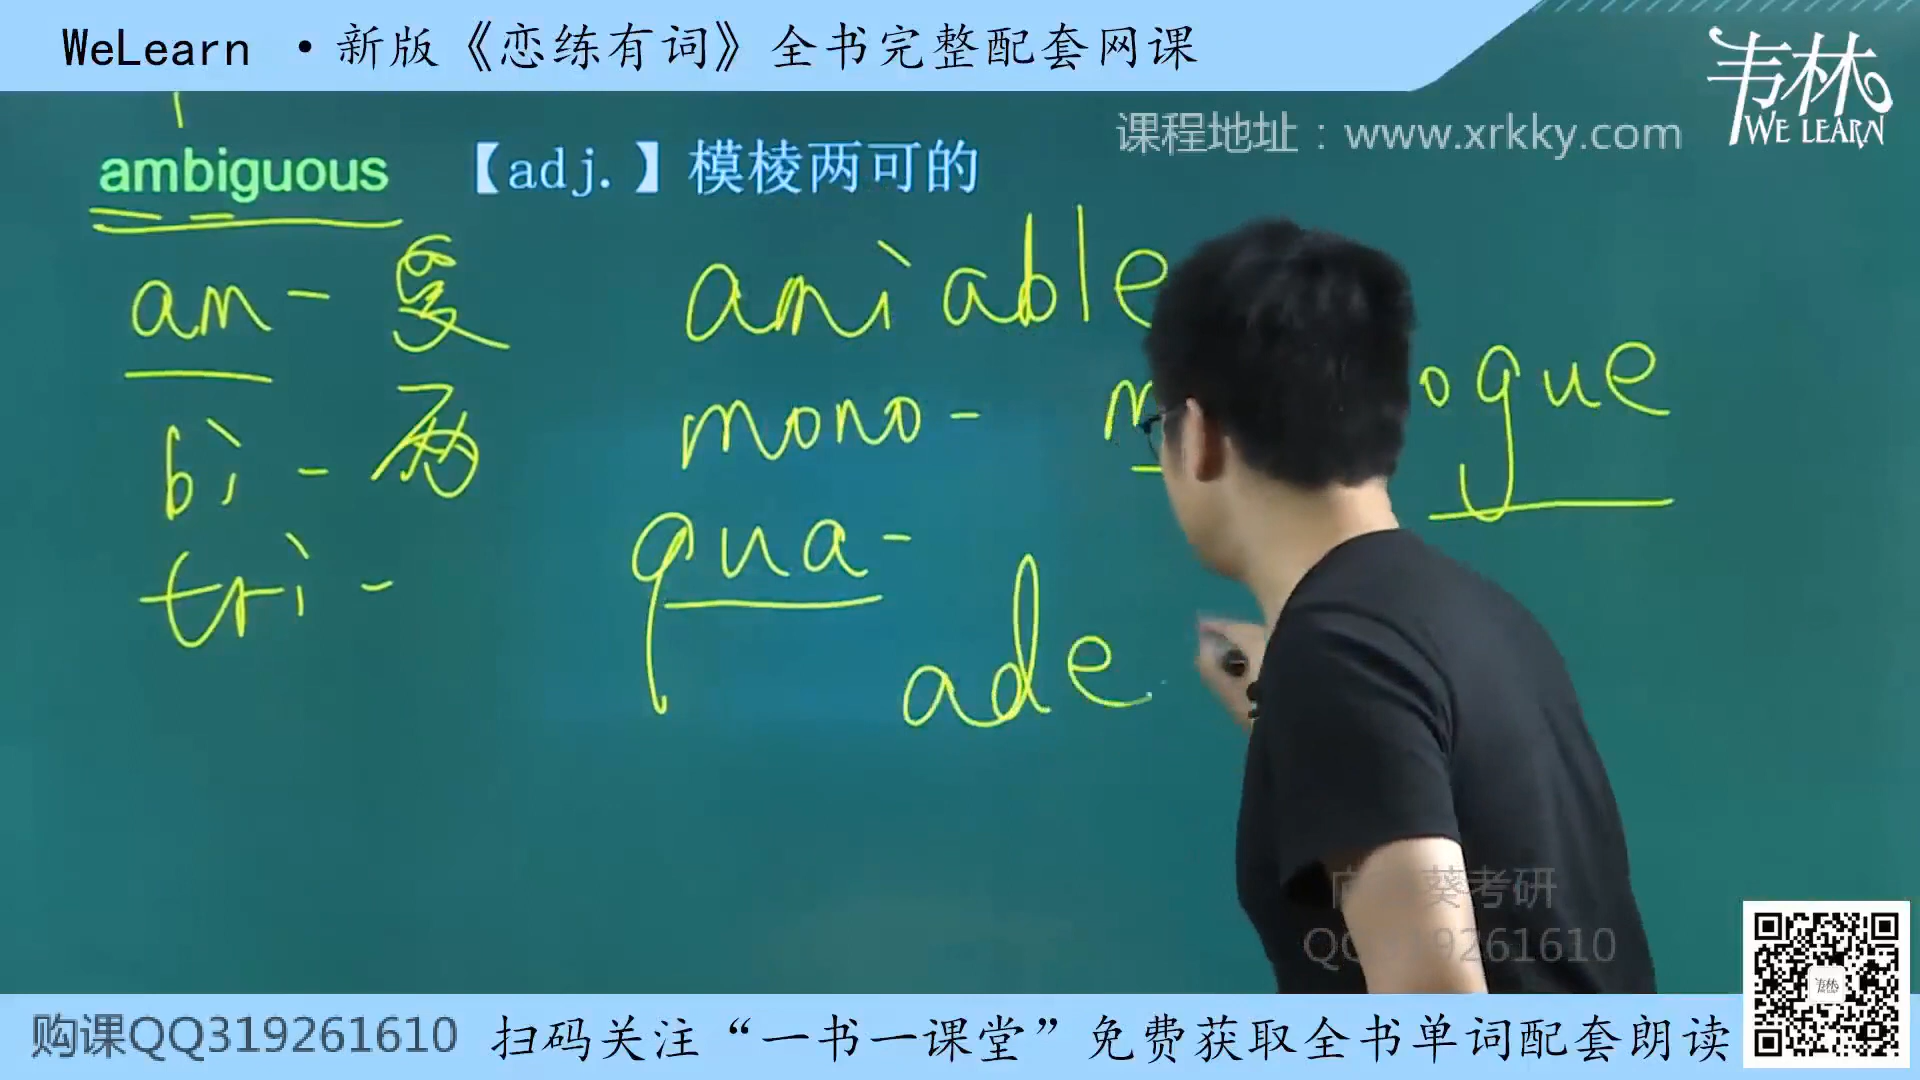 WeLearn ·新版《恋练有词》全书完整配套网课
韦林
WE LEARN
课程地址：www.xrkky.com
ambiguous 【adj.】模棱两可的
am - 爱
amiable
bi - 两
mono -
ogue
tri -
qua -
ade
考研
QQ319261610
购课QQ319261610
扫码关注“一书一课堂”免费获取全书单词配套朗读